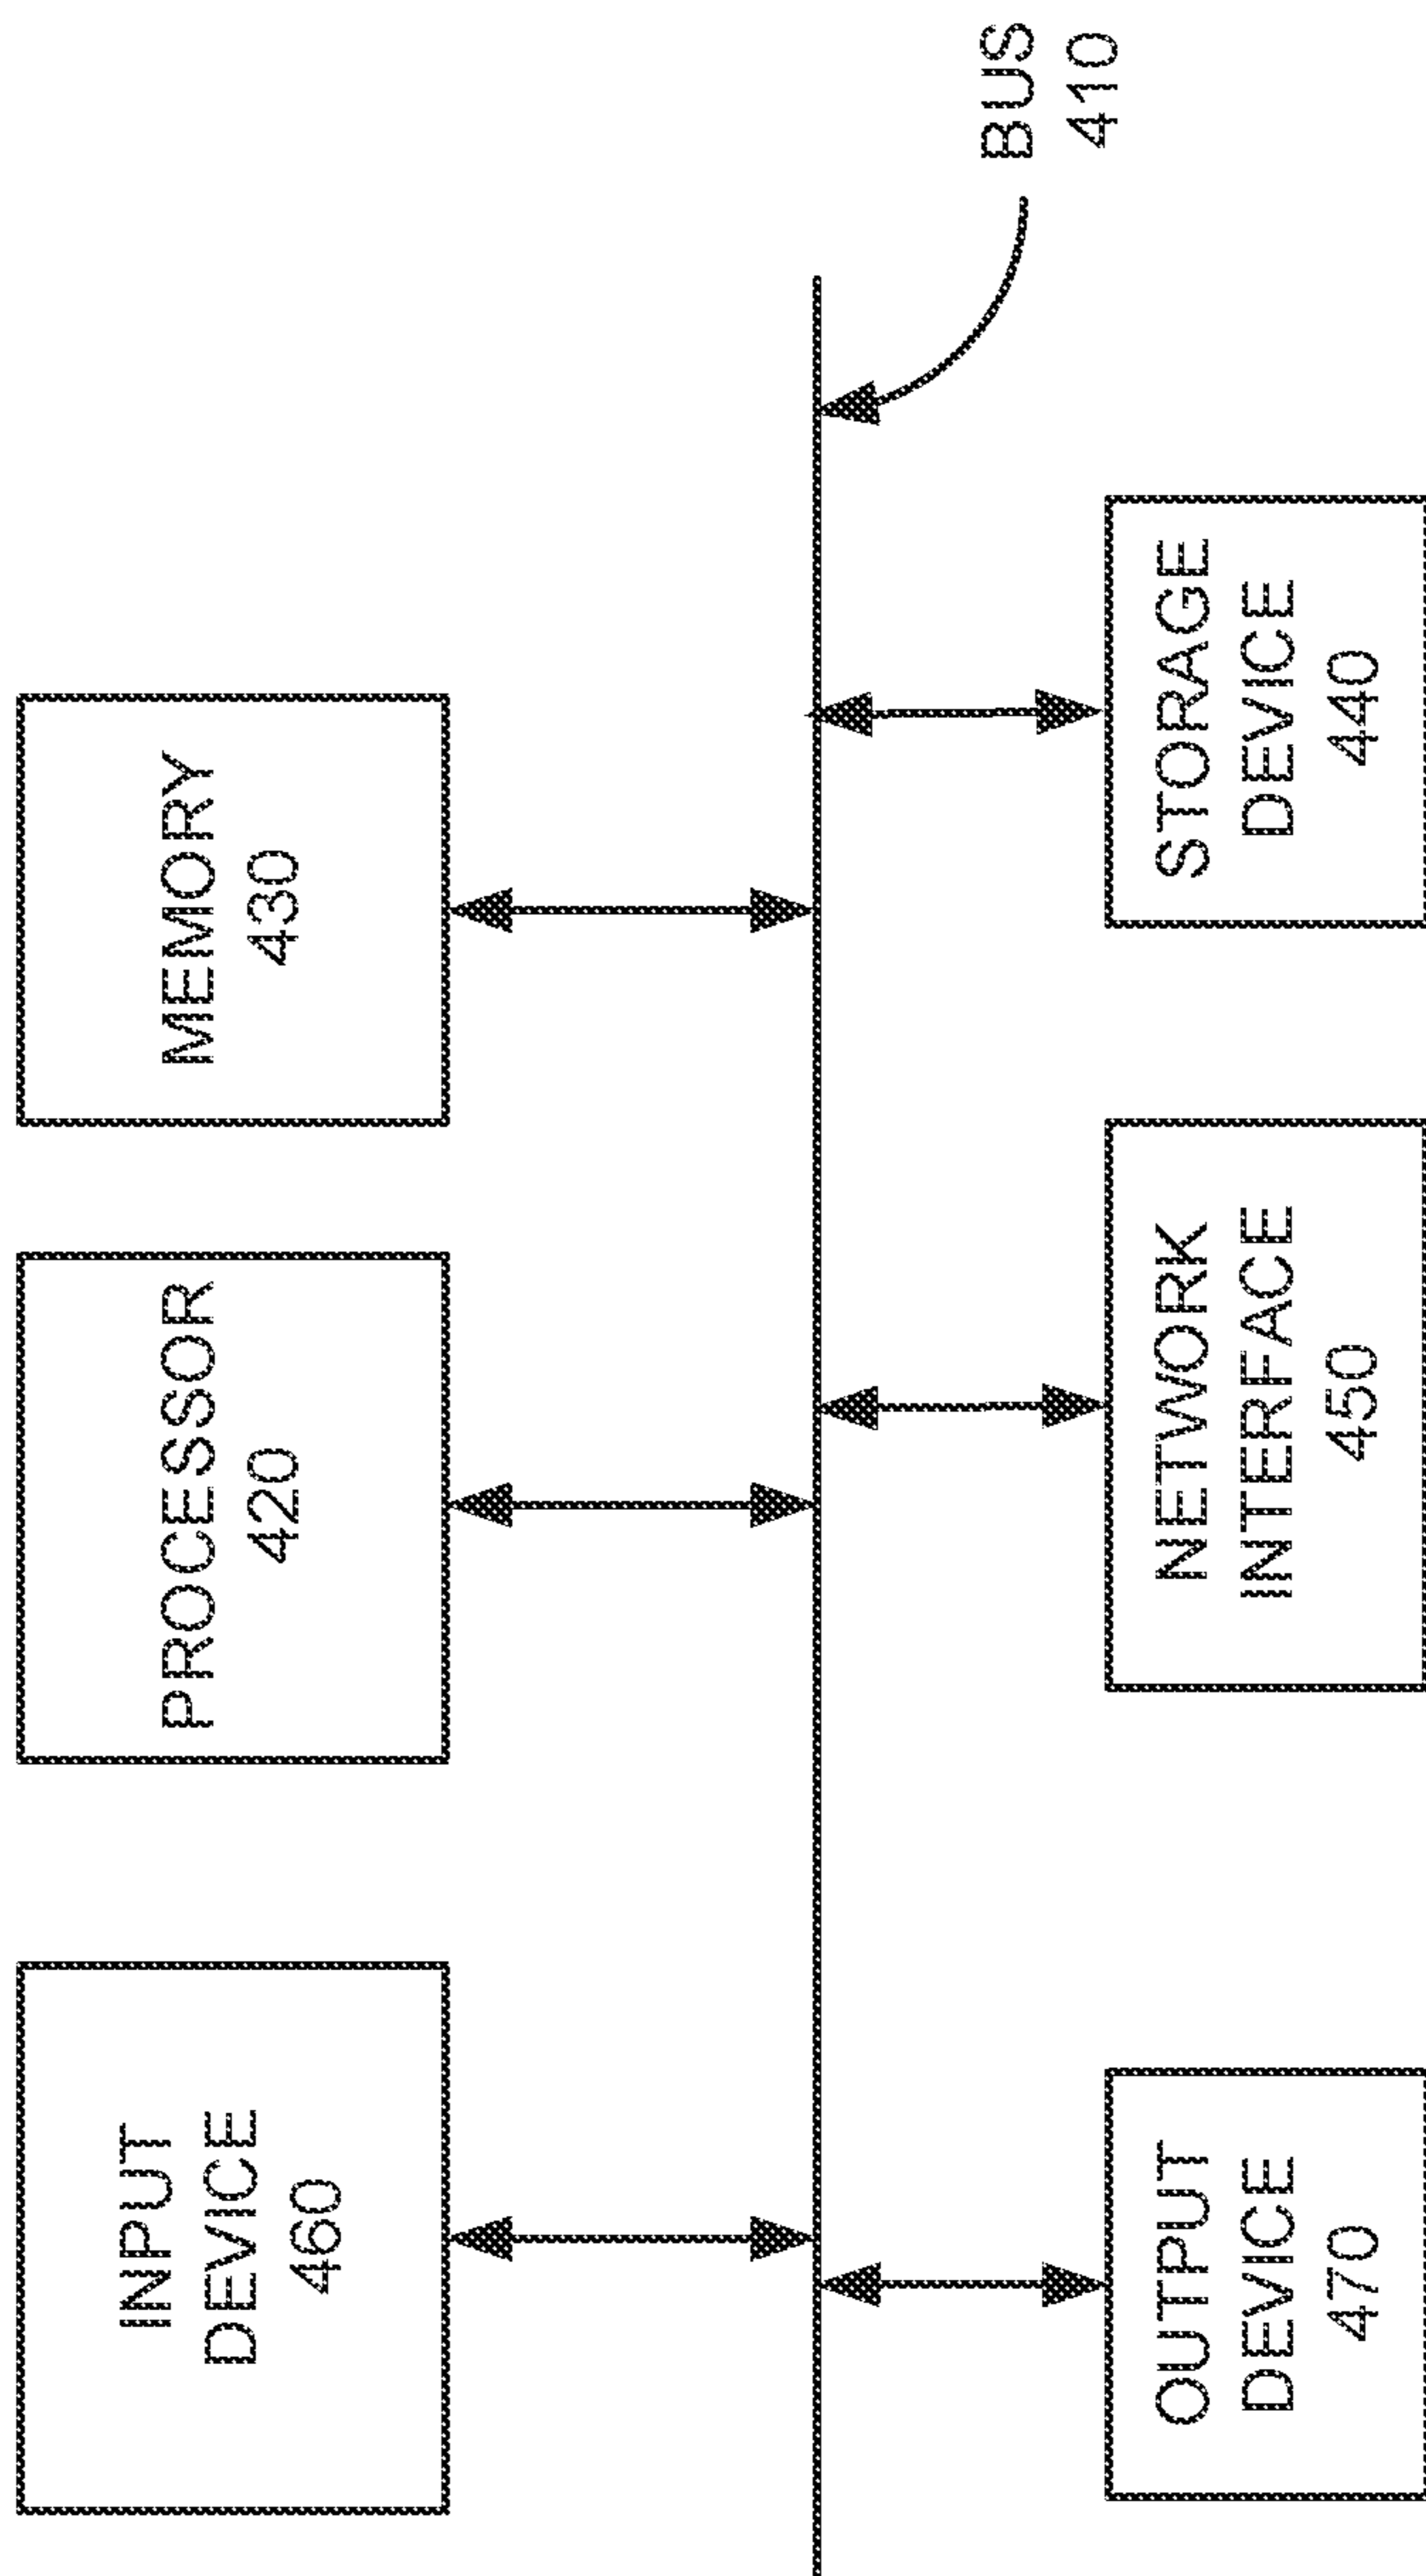 INPUT
DEVICE
460
PROCESSOR
420
MEMORY
430
BUS
410
OUTPUT
DEVICE
470
NETWORK
INTERFACE
450
STORAGE
DEVICE
440